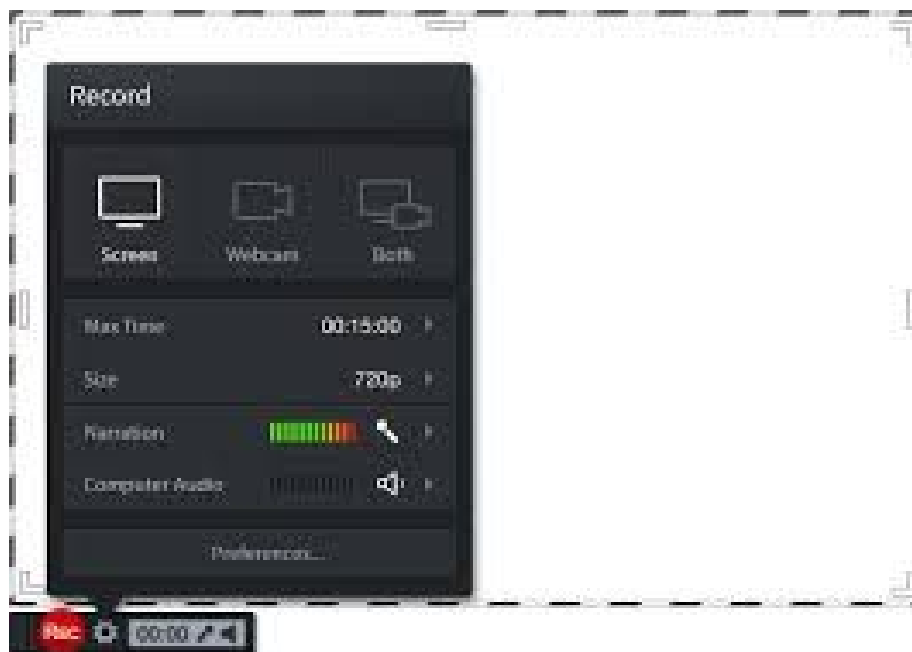 Record
Screen Webcam Both
Max Time 00:15:00
Size 720p
Narration
Computer Audio
Preferences...
Rec 00:00